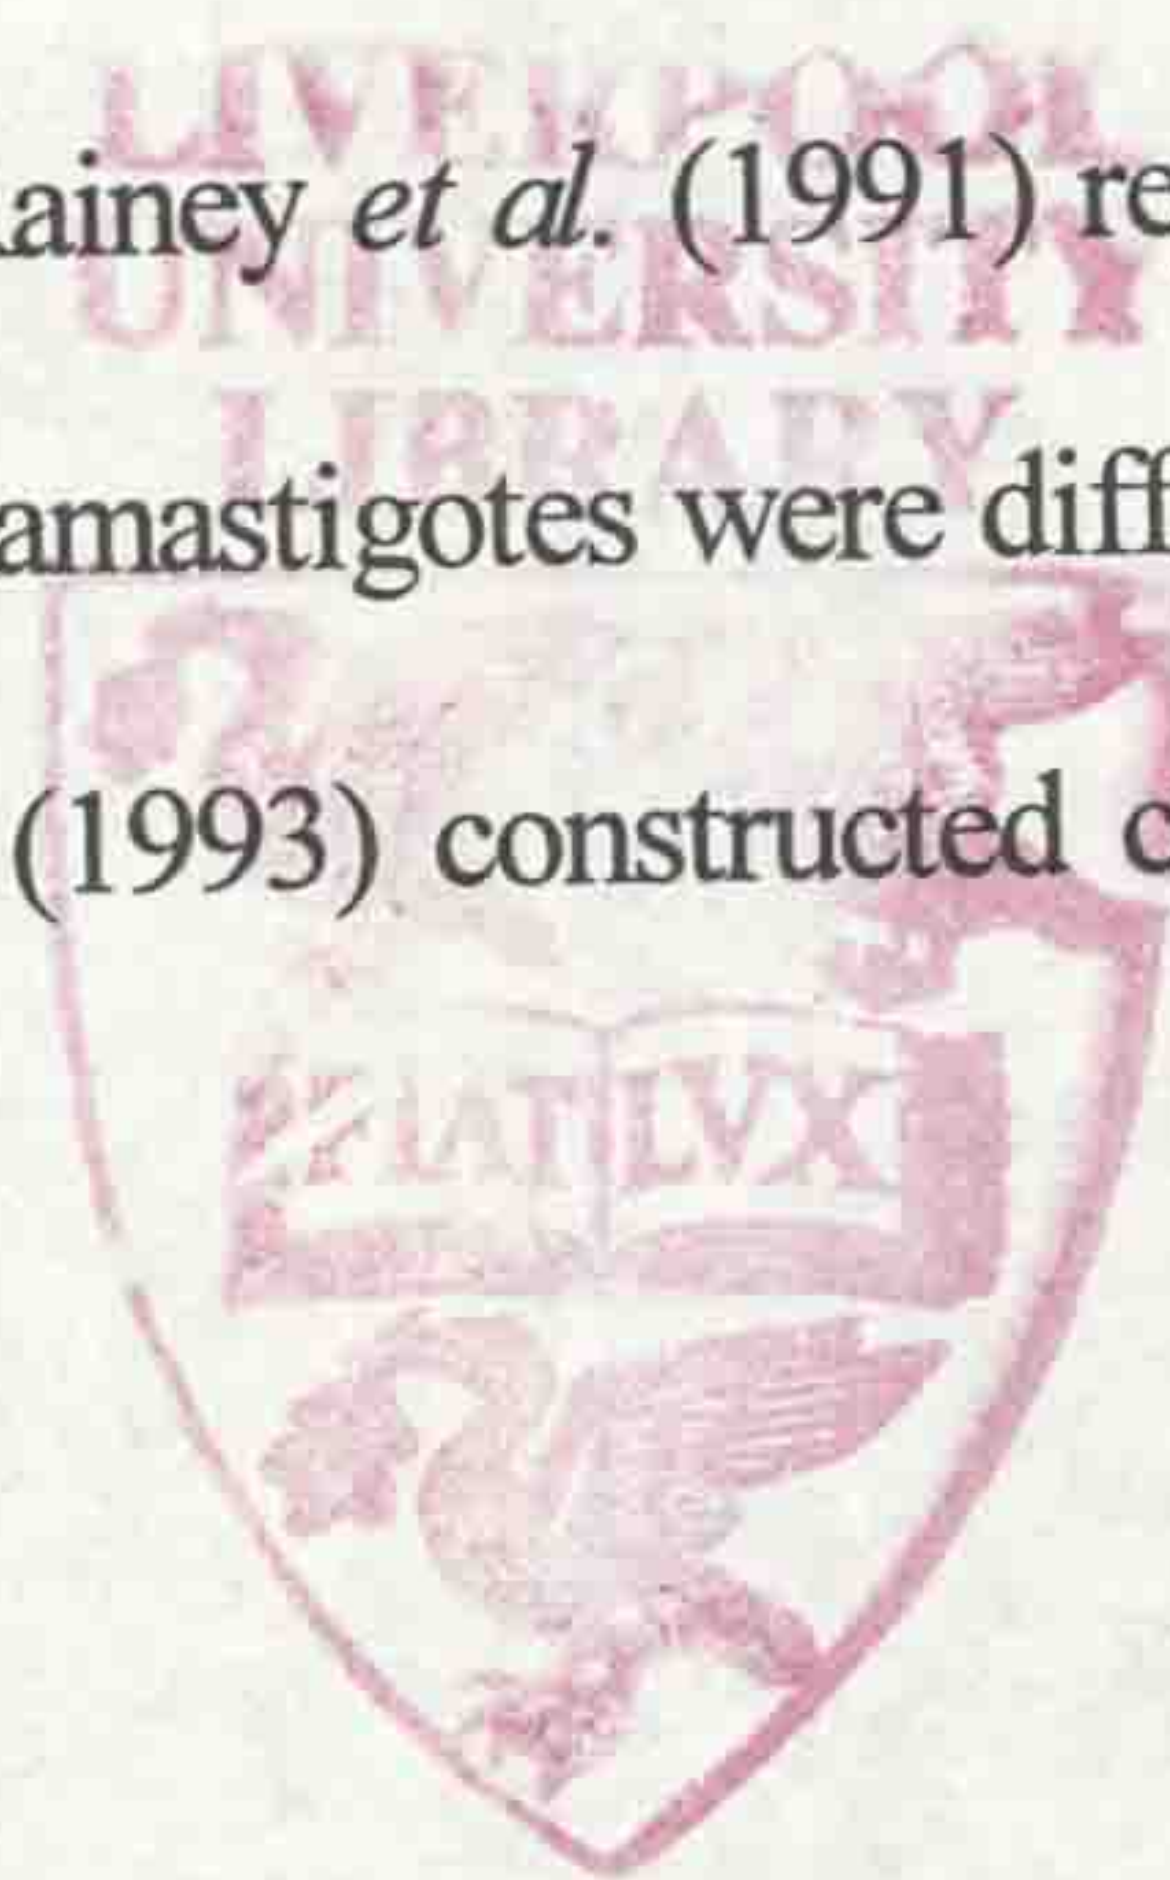 LIVERPOOL
ainey et al. (1991) re
UNIVERSITY
LIBRARY
amastigotes were diff
(1993) constructed c
FIAT LVX